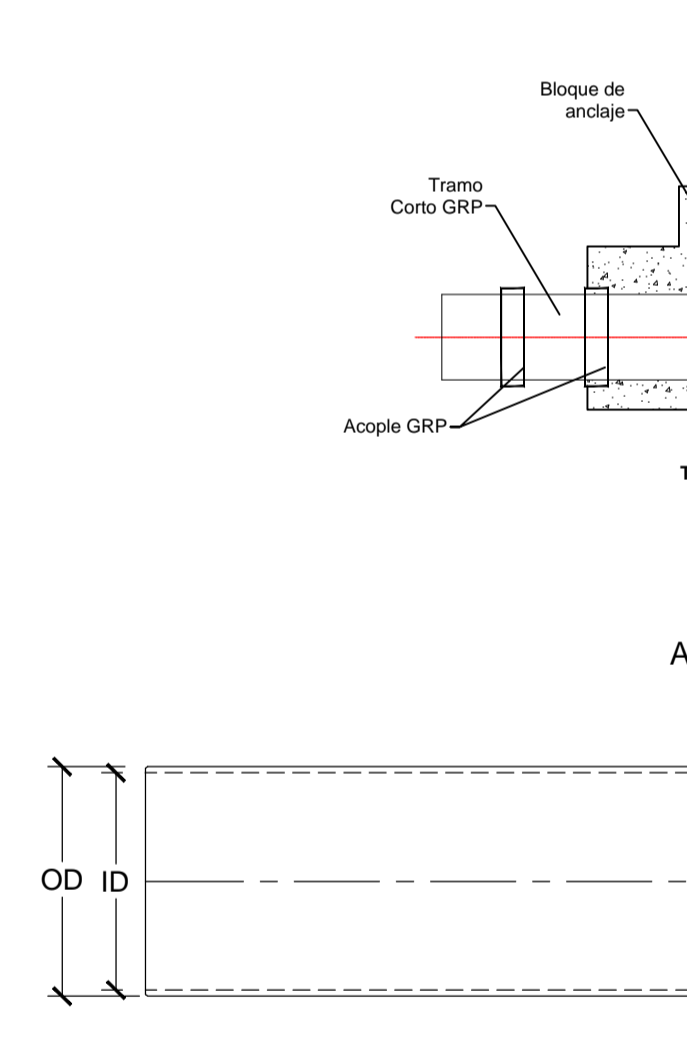 Bloque de
anclaje
Tramo
Corto GRP
Acople GRP
T
A
OD ID